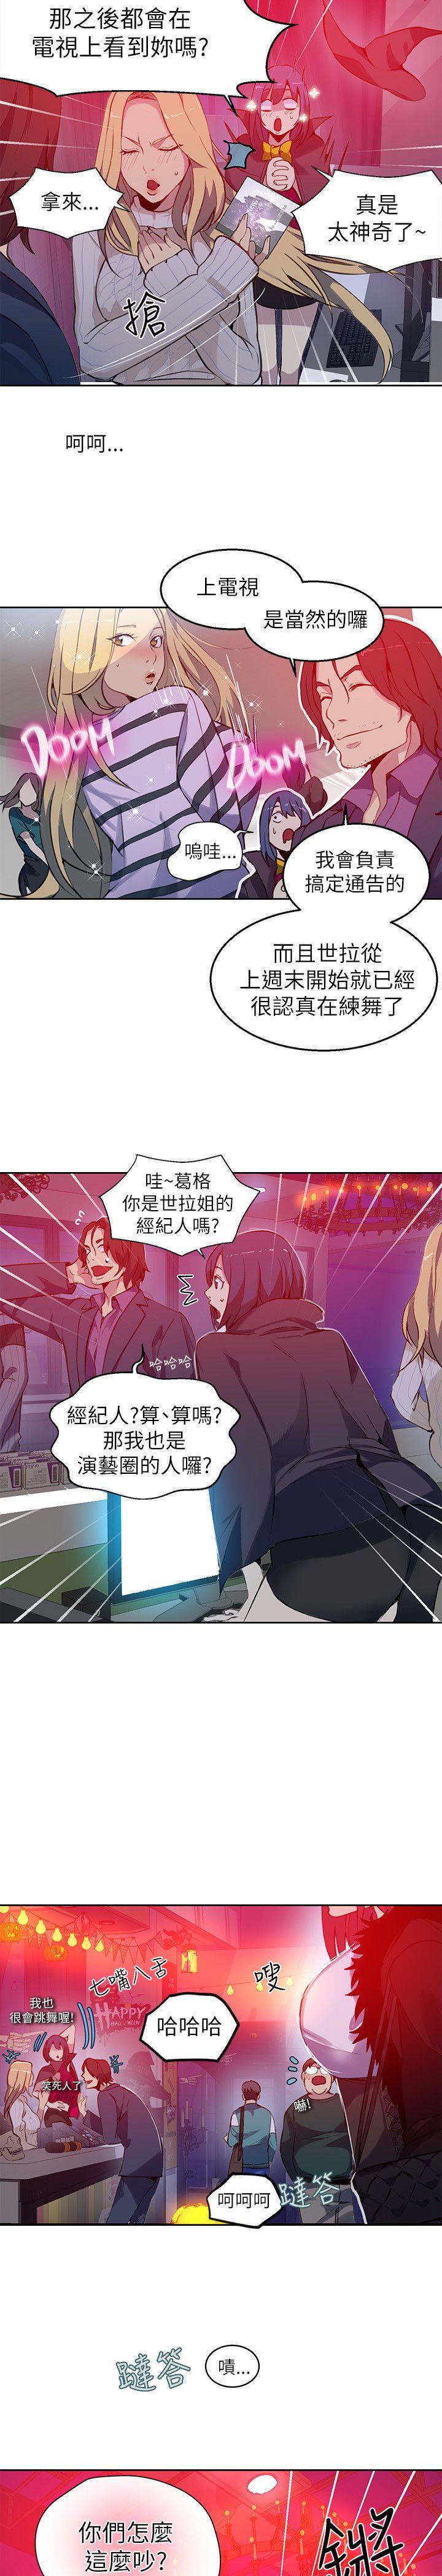 那之後都會在
電視上看到妳嗎?
拿來...
真是
太神奇了~
搶
呵呵...
上電視
是當然的囉
DOOM
DOOM
嗚哇...
我會負責
搞定通告的
而且世拉從
上週末開始就已經
很認真在練舞了
哇~葛格
你是世拉姐的
經紀人嗎?
哈哈哈
經紀人?算、算嗎?
那我也是
演藝圈的人囉?
七嘴八舌
嗖
我也
很會跳舞喔!
HAPPY
HALLOWEEN
哈哈哈
笑死人了
嚇!
呵呵呵
躂答
躂答
嘖...
你們怎麼
這麼吵?
鏘